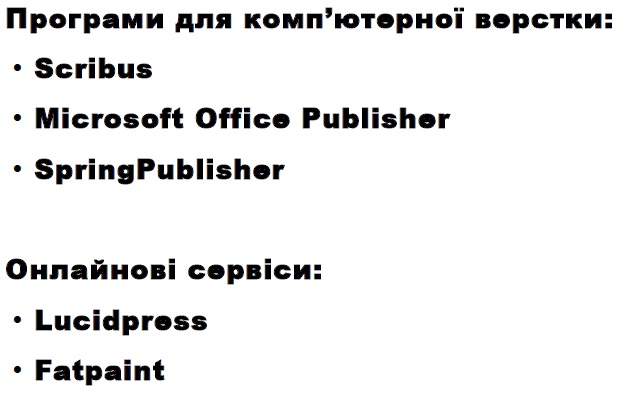 Програми для комп’ютерної верстки:
• Scribus
• Microsoft Office Publisher
• SpringPublisher
Онлайнові сервіси:
• Lucidpress
• Fatpaint